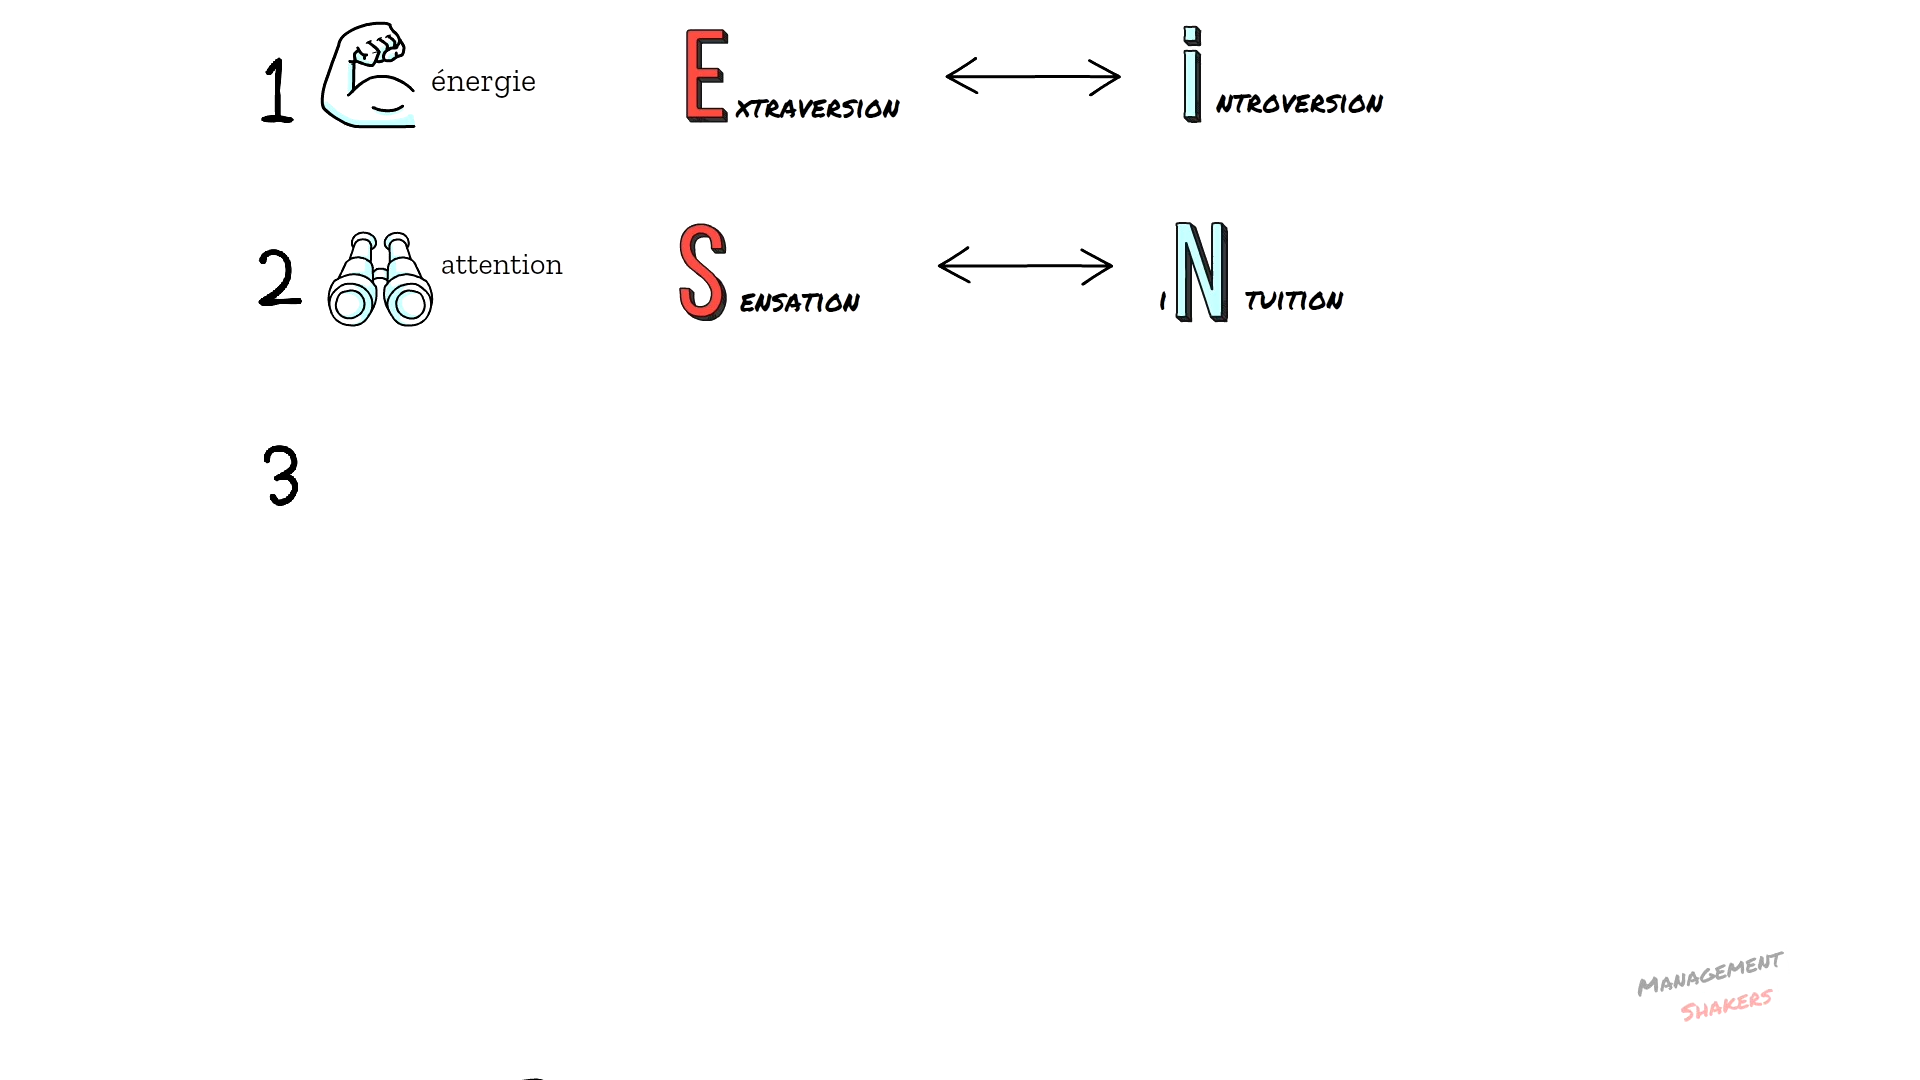 1 énergie Extraversion iNTROVERSION
2 attention Sensation iNtuition
3
Management
Shakers